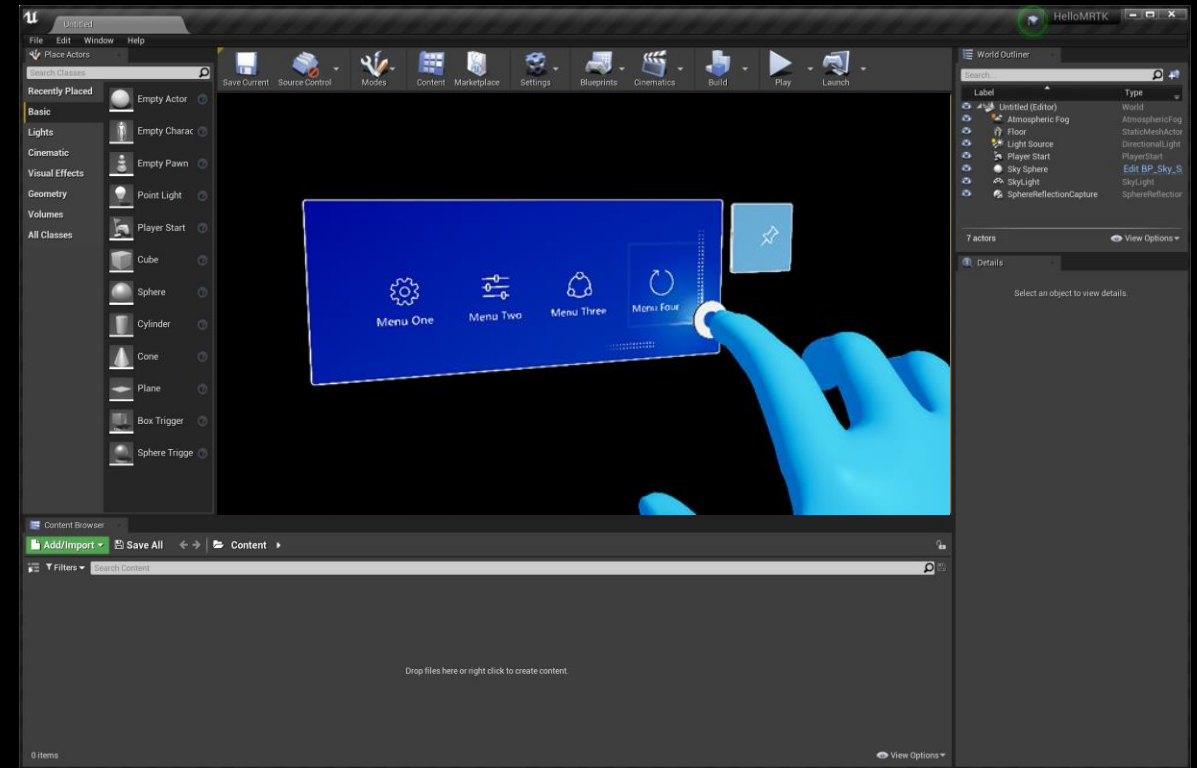 Untitled
HelloMRTK
File Edit Window Help
Place Actors
Search Classes
Recently Placed
Basic
Lights
Cinematic
Visual Effects
Geometry
Volumes
All Classes
Empty Actor
Empty Charac
Empty Pawn
Point Light
Player Start
Cube
Sphere
Cylinder
Cone
Plane
Box Trigger
Sphere Trigge
Save Current Source Control Modes Content Marketplace Settings Blueprints Cinematics Build Play Launch
Menu One Menu Two Menu Three Menu Four
World Outliner
Search...
Label Type
Untitled (Editor) World
Atmospheric Fog AtmosphericFog
Floor StaticMeshActor
Light Source DirectionalLight
Player Start PlayerStart
Sky Sphere Edit BP_Sky_S
SkyLight SkyLight
SphereReflectionCapture SphereReflection
7 actors View Options
Details
Select an object to view details.
Content Browser
Add/Import Save All Content
Filters Search Content
Drop files here or right click to create content.
0 items View Options